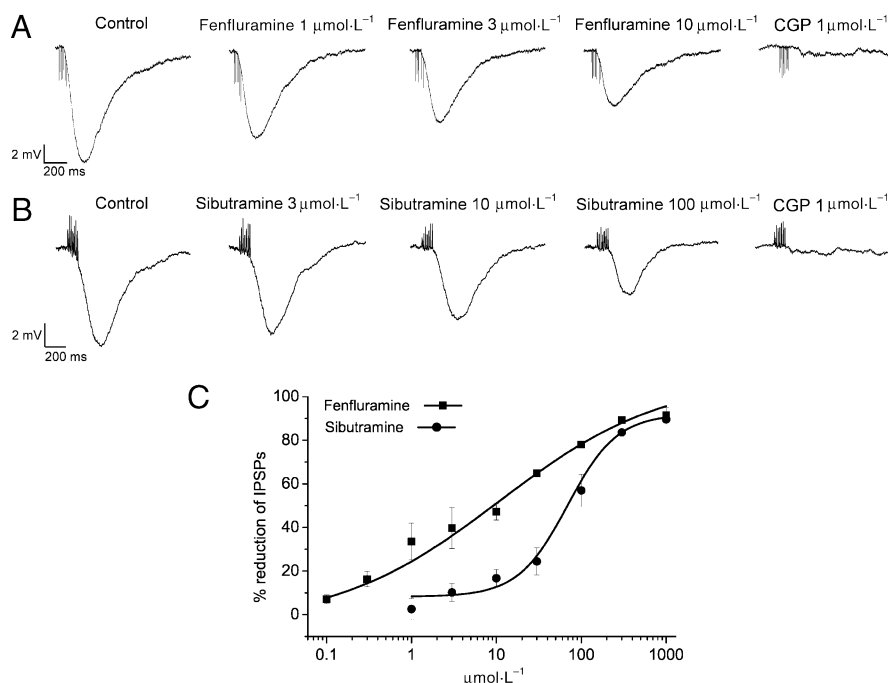 A
Control
Fenfluramine 1 μmol·L⁻¹
Fenfluramine 3 μmol·L⁻¹
Fenfluramine 10 μmol·L⁻¹
CGP 1μmol·L⁻¹
2 mV
200 ms
B
Control
Sibutramine 3 μmol·L⁻¹
Sibutramine 10 μmol·L⁻¹
Sibutramine 100 μmol·L⁻¹
CGP 1 μmol·L⁻¹
2 mV
200 ms
C
Fenfluramine
Sibutramine
% reduction of IPSPs
100
80
60
40
20
0
0.1 1 10 100 1000
μmol·L⁻¹